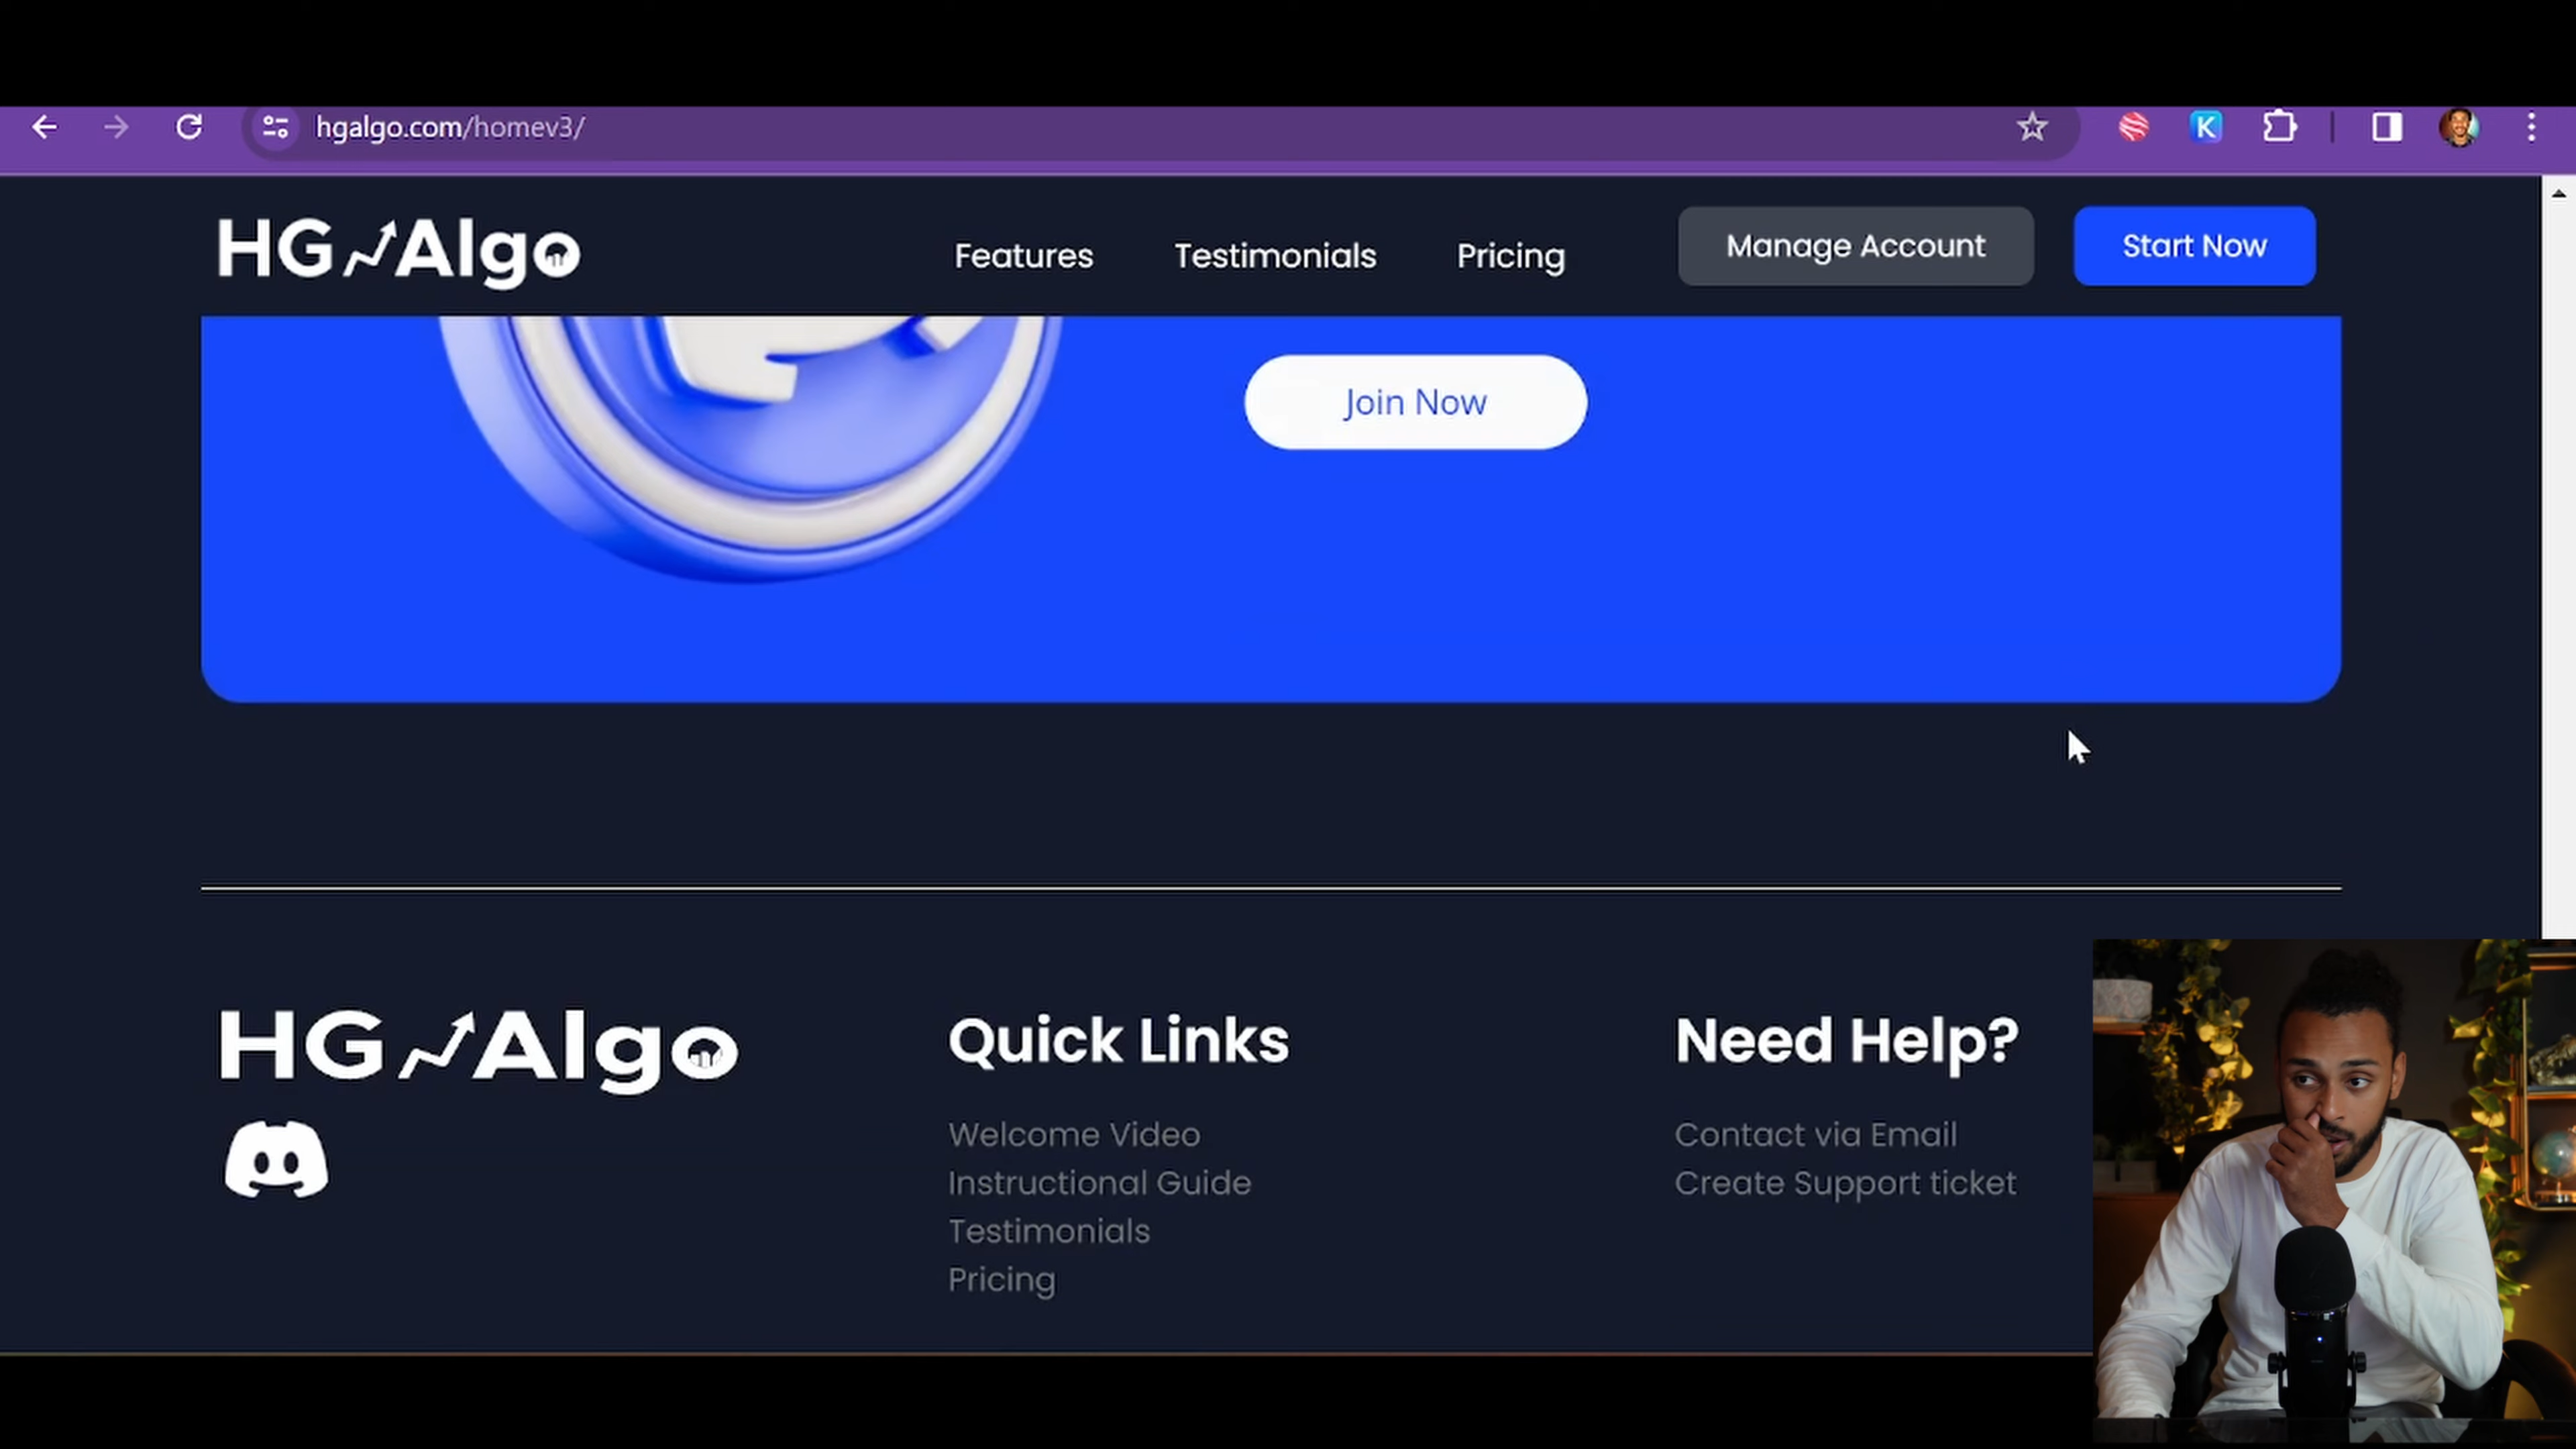 hgalgo.com/homev3/
K
HG Algo
Features Testimonials Pricing Manage Account Start Now
Join Now
HG Algo
Quick Links
Welcome Video
Instructional Guide
Testimonials
Pricing
Need Help?
Contact via Email
Create Support ticket